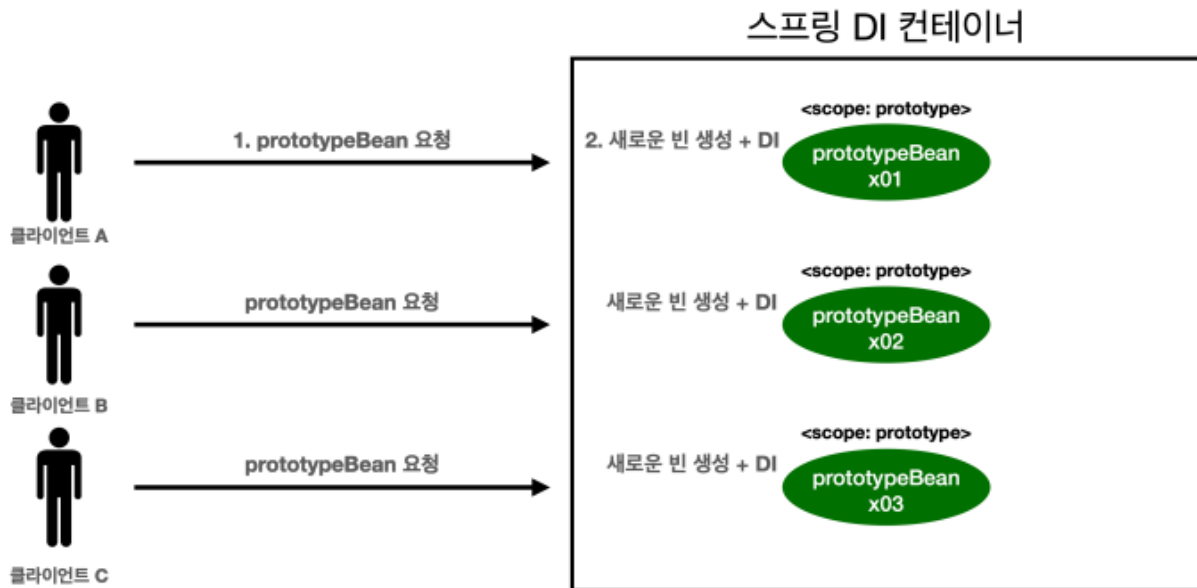 스프링 DI 컨테이너
<scope: prototype>
1. prototypeBean 요청
2. 새로운 빈 생성 + DI
prototypeBean
x01
클라이언트 A
<scope: prototype>
prototypeBean 요청
새로운 빈 생성 + DI
prototypeBean
x02
클라이언트 B
<scope: prototype>
prototypeBean 요청
새로운 빈 생성 + DI
prototypeBean
x03
클라이언트 C